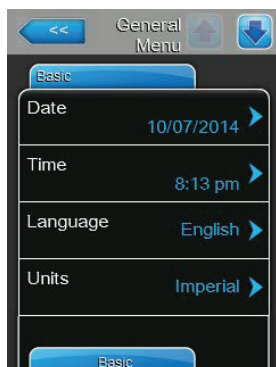 <<
General
Menu
Basic
Date
10/07/2014
Time
8:13 pm
Language
English
Units
Imperial
Basic